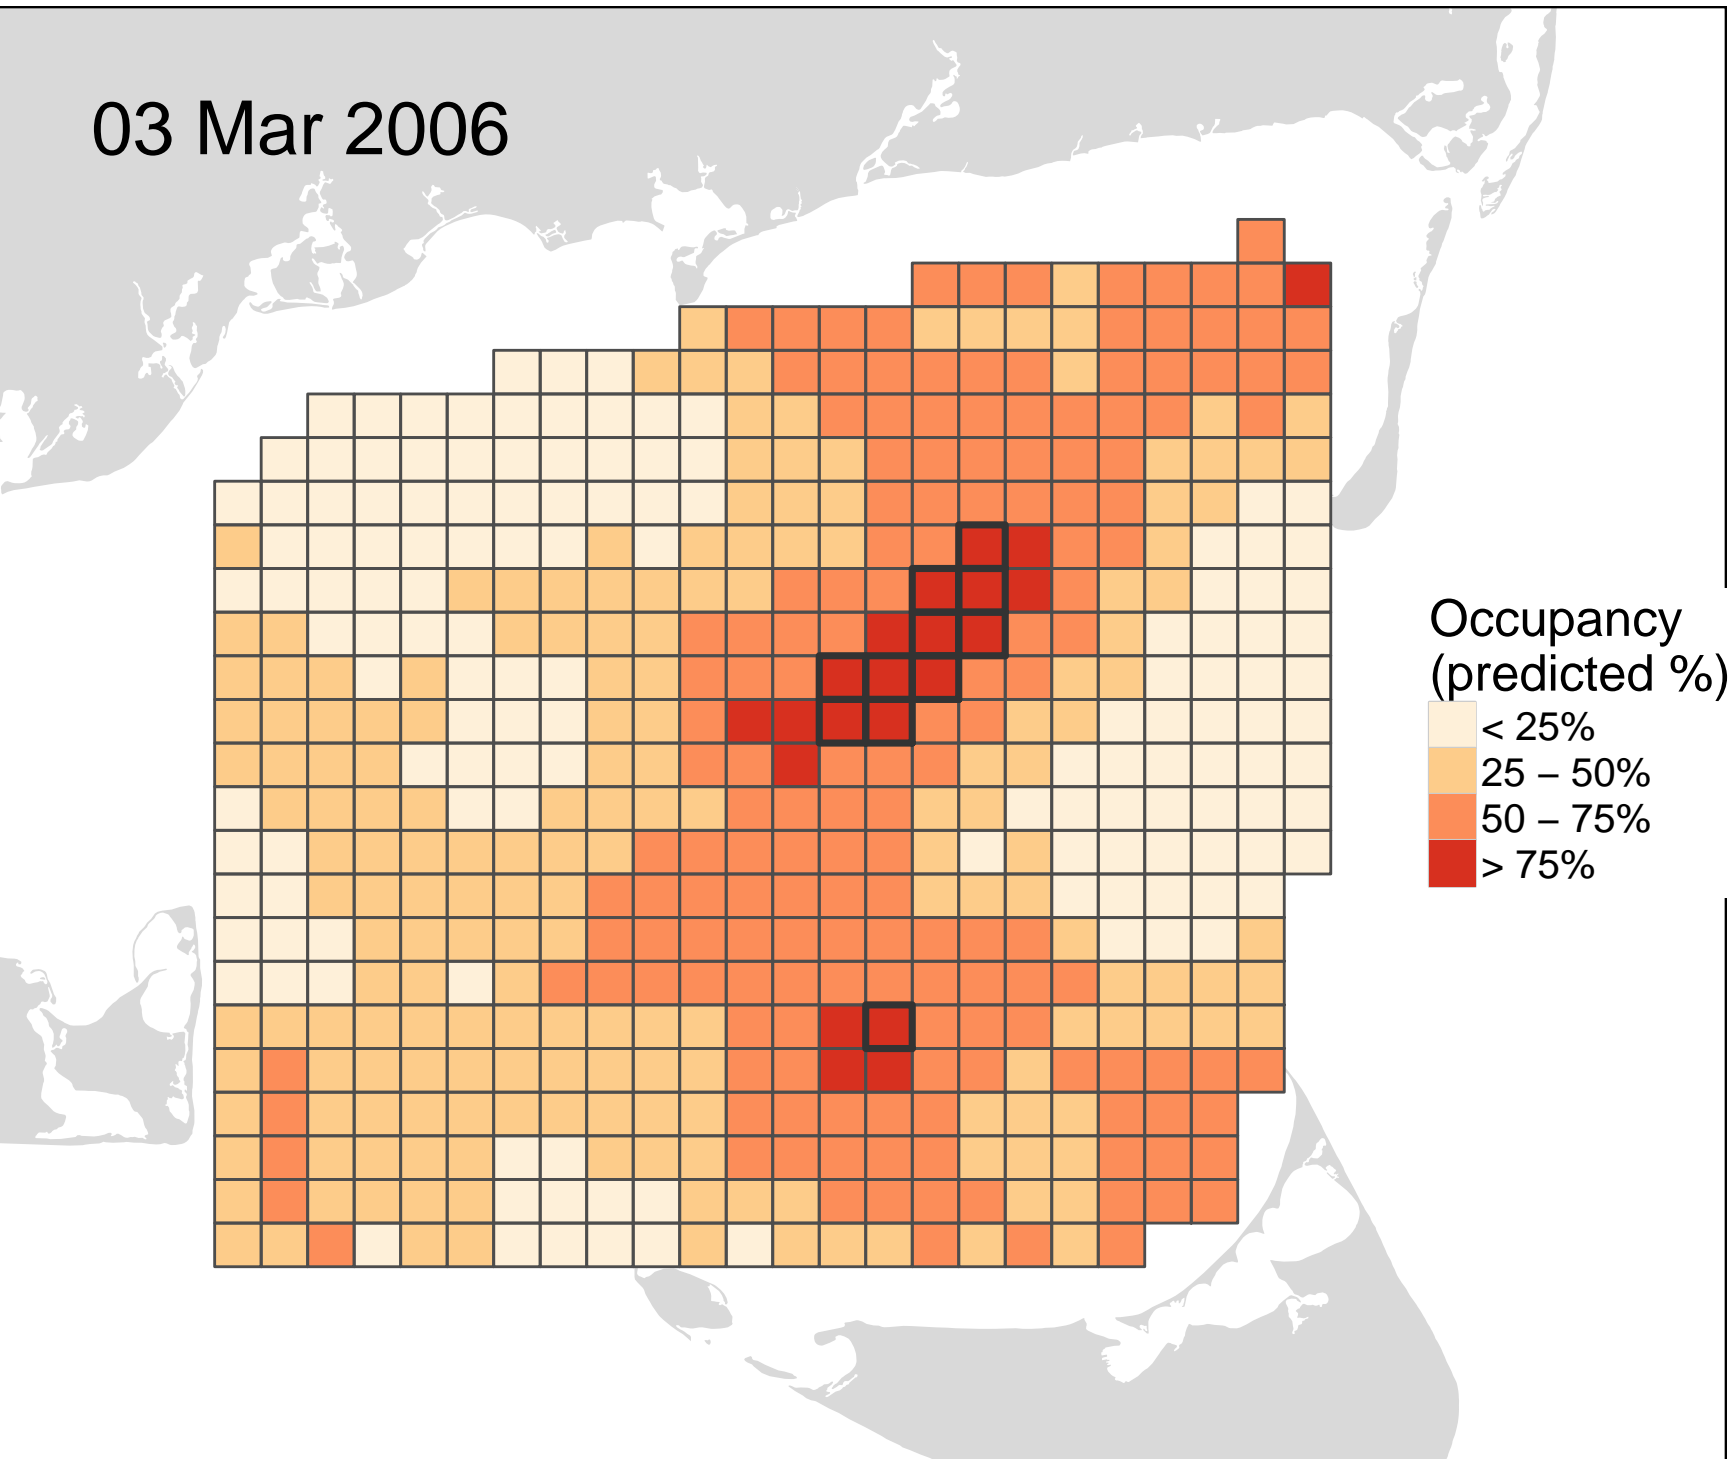 03 Mar 2006
Occupancy
(predicted %)
< 25%
25 – 50%
50 – 75%
> 75%